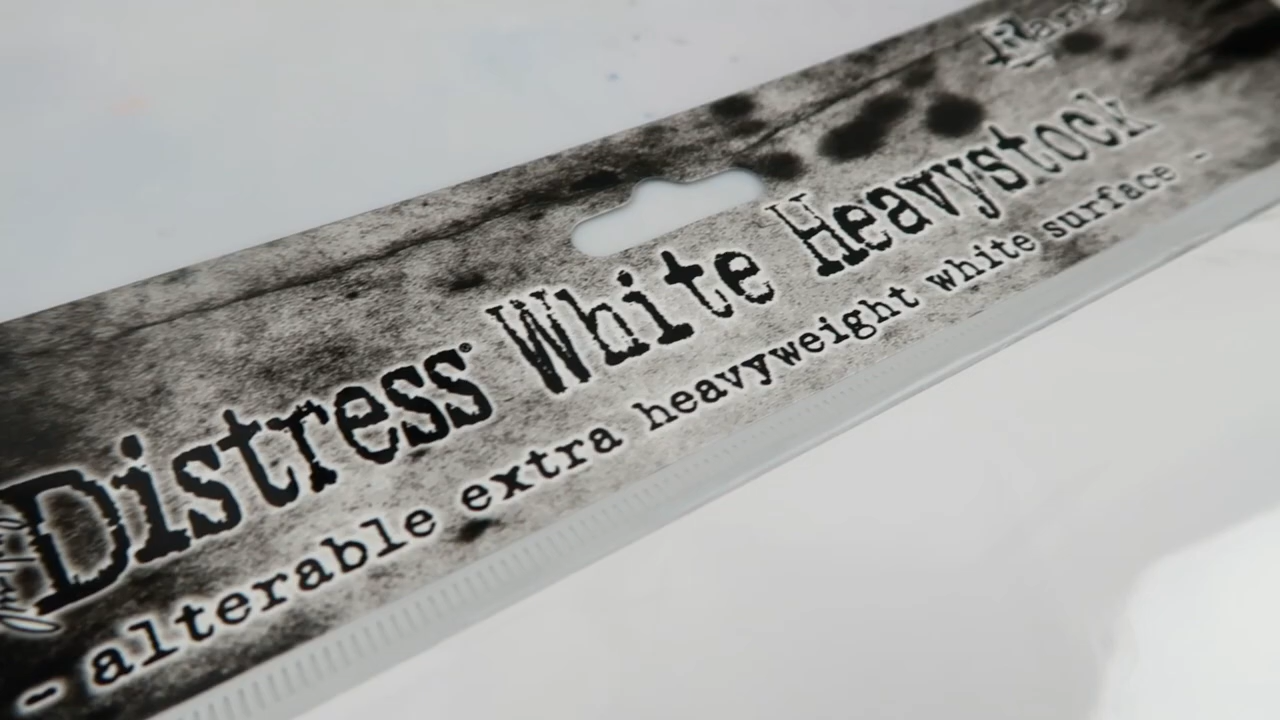 Distress® White Heavystock
- alterable extra heavyweight white surface -